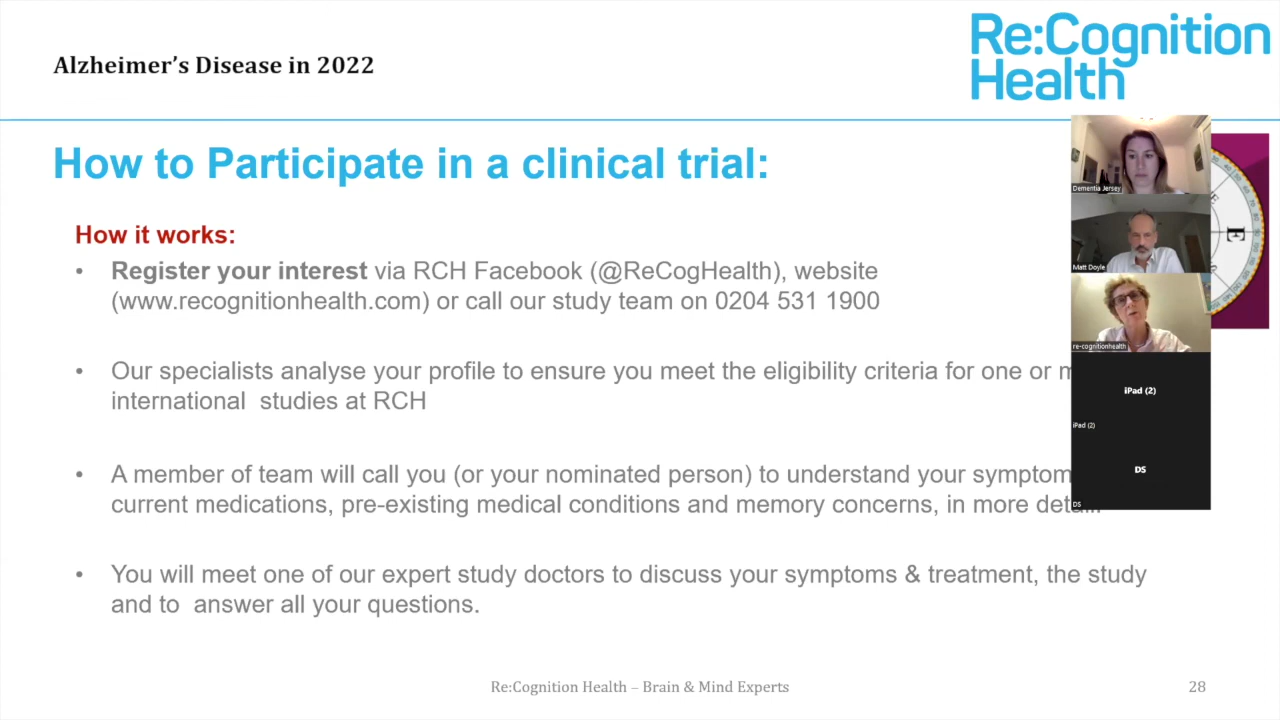 Alzheimer’s Disease in 2022
Re:Cognition
Health
How to Participate in a clinical trial:
How it works:
• Register your interest via RCH Facebook (@ReCogHealth), website
(www.recognitionhealth.com) or call our study team on 0204 531 1900
• Our specialists analyse your profile to ensure you meet the eligibility criteria for one or
international  studies at RCH
• A member of team will call you (or your nominated person) to understand your symptom
current medications, pre-existing medical conditions and memory concerns, in more
• You will meet one of our expert study doctors to discuss your symptoms & treatment, the study
and to  answer all your questions.
Dementia Jersey
Matt Doyle
re-cognitionhealth
iPad (2)
iPad (2)
DS
DS
E
Re:Cognition Health – Brain & Mind Experts
28